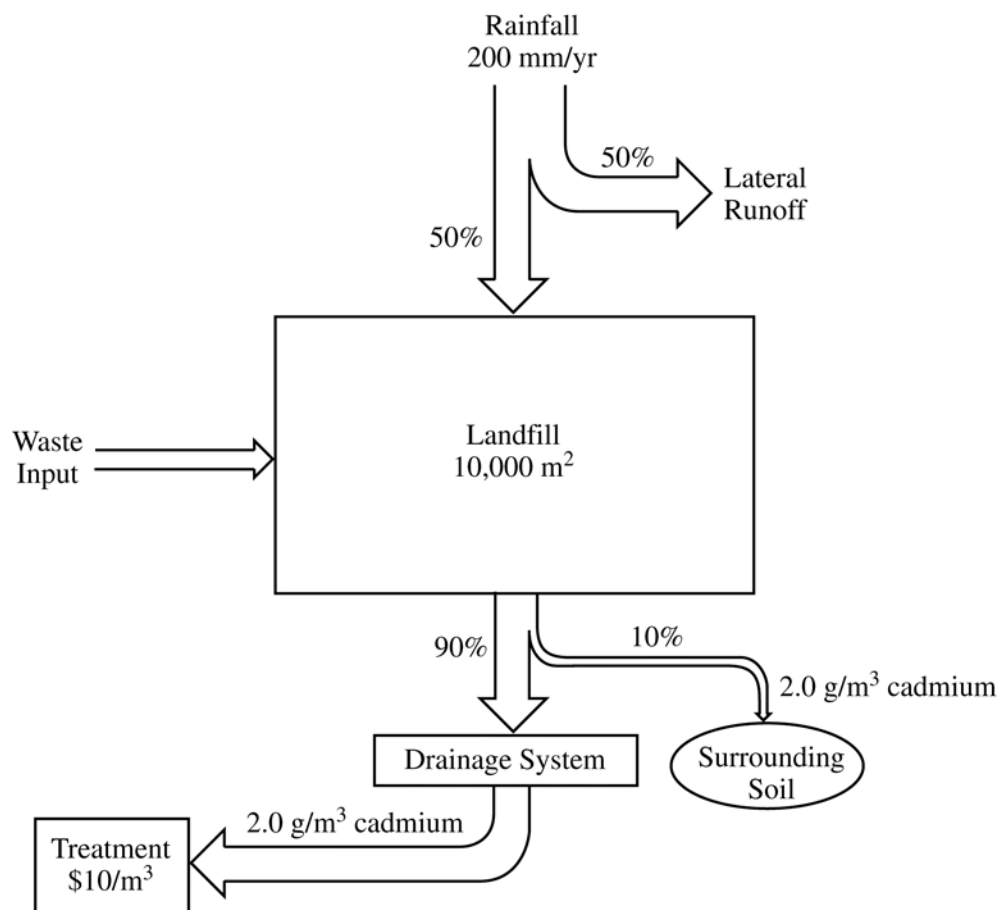 Rainfall
200 mm/yr
50%
Lateral
Runoff
50%
Landfill
10,000 m²
Waste
Input
90%
10%
2.0 g/m³ cadmium
Drainage System
Surrounding
Soil
2.0 g/m³ cadmium
Treatment
$10/m³